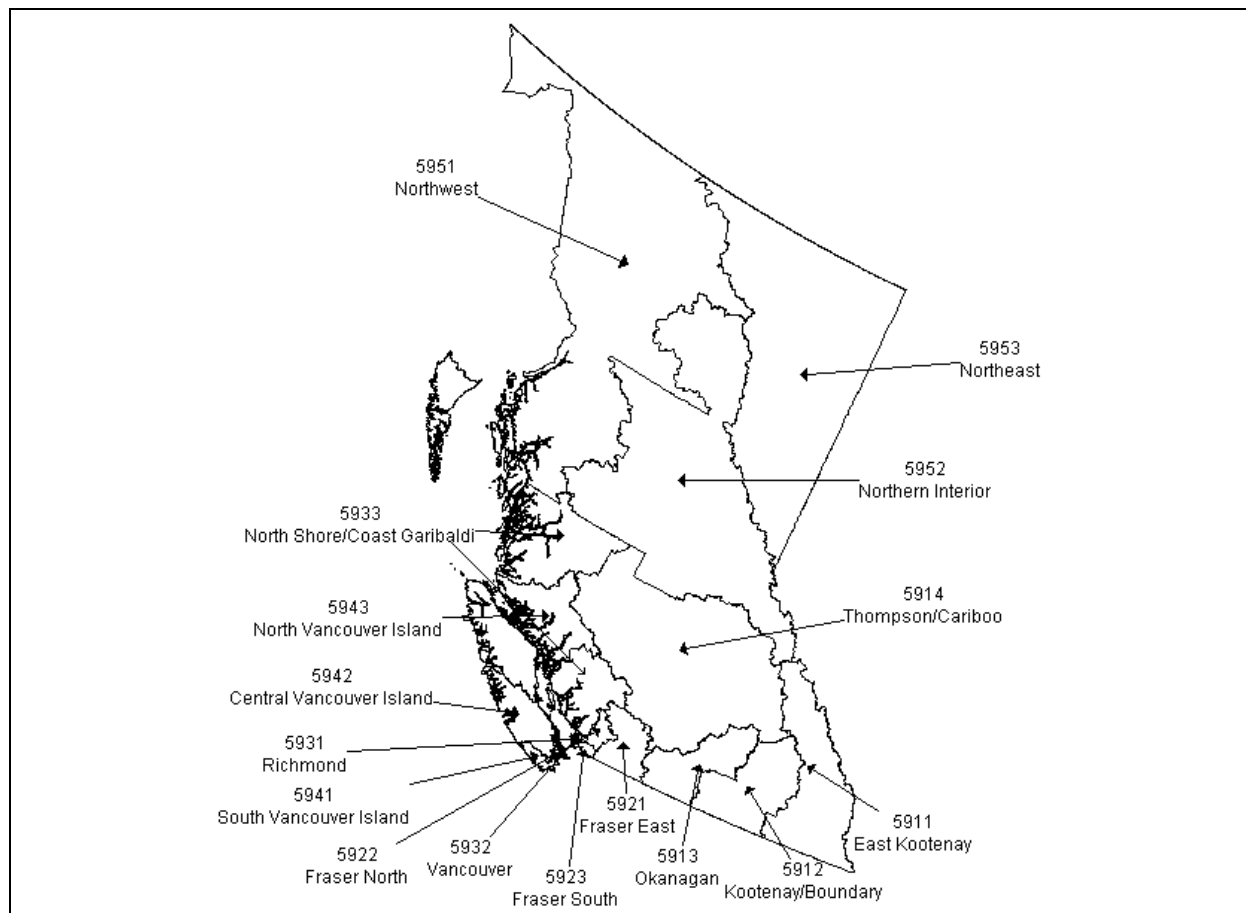 5951
Northwest
5953
Northeast
5952
Northern Interior
5933
North Shore/Coast Garibaldi
5914
Thompson/Cariboo
5943
North Vancouver Island
5942
Central Vancouver Island
5931
Richmond
5941
South Vancouver Island
5921
Fraser East
5911
East Kootenay
5922
Fraser North
5932
Vancouver
5923
Fraser South
5913
Okanagan
5912
Kootenay/Boundary